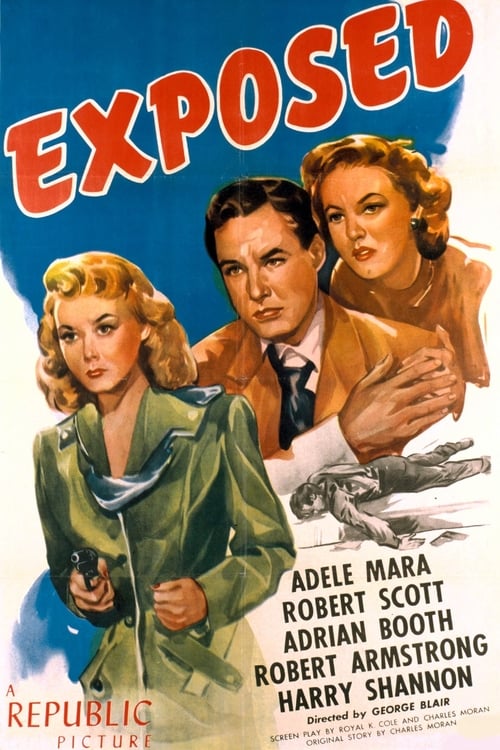 EXPOSED
ADELE MARA
ROBERT SCOTT
ADRIAN BOOTH
ROBERT ARMSTRONG
HARRY SHANNON
Directed by GEORGE BLAIR
SCREEN PLAY BY ROYAL K. COLE AND CHARLES MORAN
ORIGINAL STORY BY CHARLES MORAN
A
REPUBLIC
PICTURE